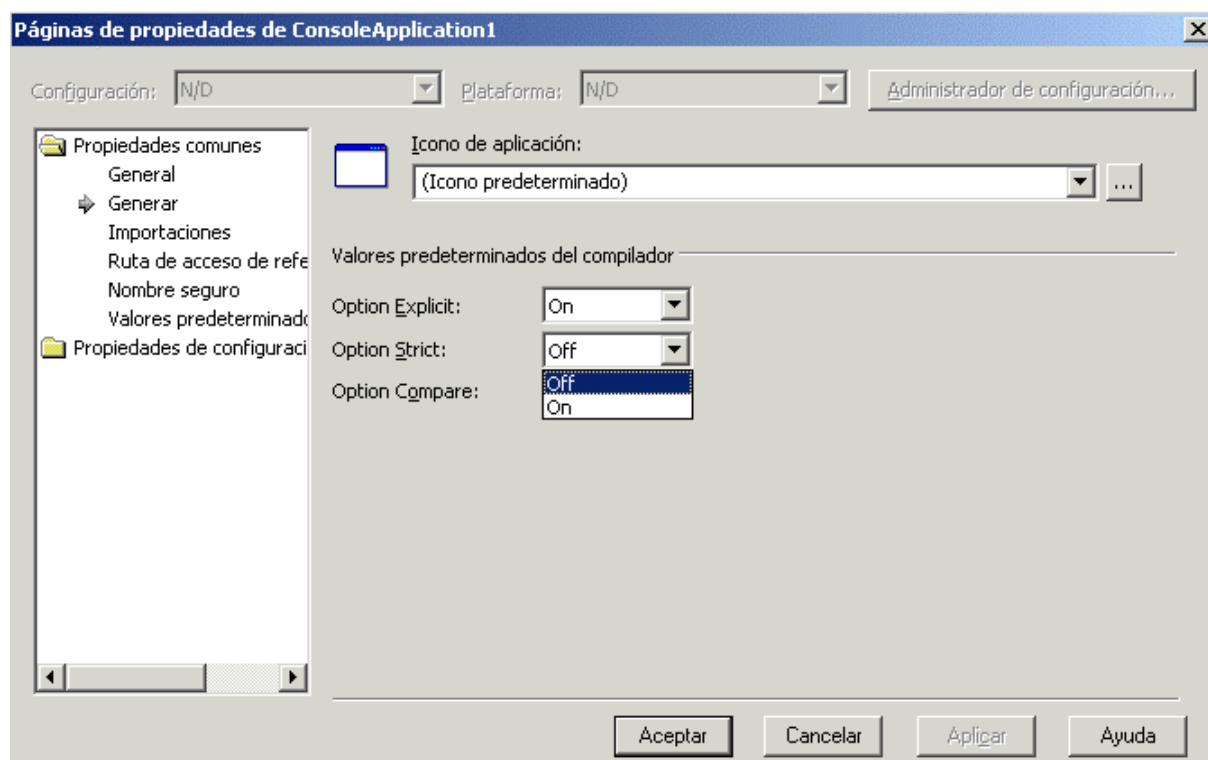 Páginas de propiedades de ConsoleApplication1
Configuración: N/D Plataforma: N/D Administrador de configuración...
Propiedades comunes
General
Generar
Importaciones
Ruta de acceso de refe
Nombre seguro
Valores predeterminado
Propiedades de configuraci
Icono de aplicación:
(Icono predeterminado) ...
Valores predeterminados del compilador
Option Explicit: On
Option Strict: Off
Option Compare:
Off
On
Aceptar Cancelar Aplicar Ayuda